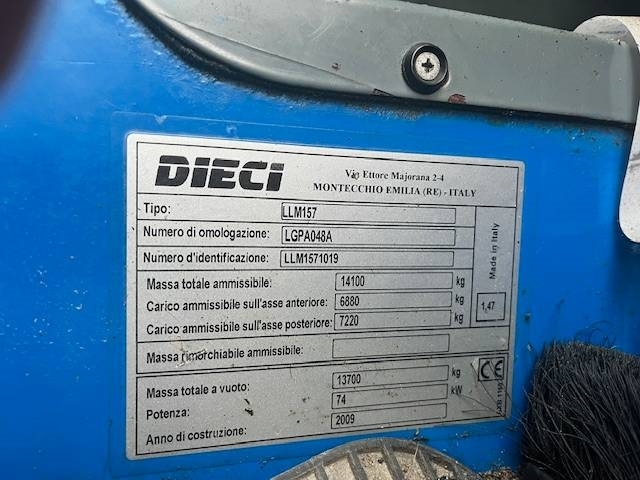 DIECI
Via Ettore Majorana 2-4
MONTECCHIO EMILIA (RE) - ITALY
Tipo: LLM157
Numero di omologazione: LGPA048A
Numero d'identificazione: LLM1571019
Massa totale ammissibile: 14100 kg
Carico ammissibile sull'asse anteriore: 6880 kg
Carico ammissibile sull'asse posteriore: 7220 kg
Made in Italy
1,47
Massa rimorchiabile ammissibile:
Massa totale a vuoto: 13700 kg
Potenza: 74 kW
Anno di costruzione: 2009
CE